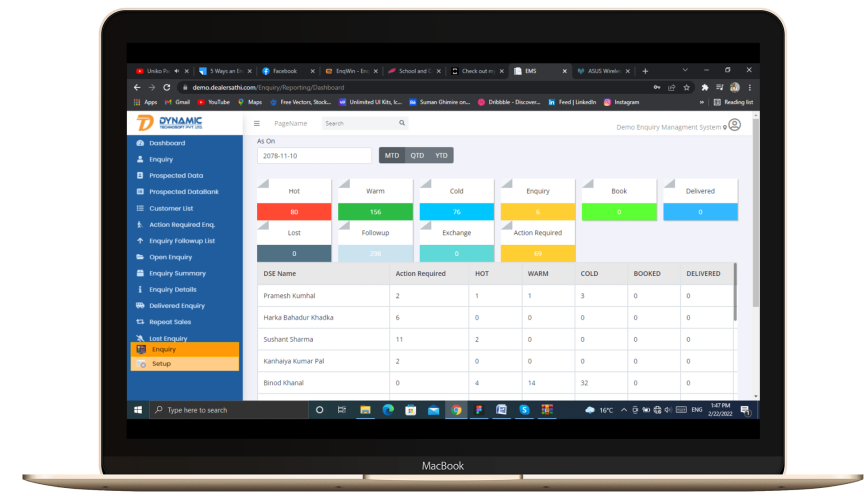 Uniko Po
5 Ways an En
Facebook
EnqWin - Enq
School and C
Check out my
EMS
ASUS Wireles
demo.dealersathi.com/Enquiry/Reporting/Dashboard
Apps
Gmail
YouTube
Maps
Free Vectors, Stock...
Unlimited UI Kits, Ic...
Suman Ghimire on...
Dribbble - Discover...
Feed | LinkedIn
Instagram
Reading list
DYNAMIC
TECHNOSOFT PVT. LTD.
PageName
Search
Demo Enquiry Managment System
Dashboard
Enquiry
Prospected Data
Prospected DataBank
Customer List
Action Required Enq.
Enquiry Followup List
Open Enquiry
Enquiry Summary
Enquiry Details
Delivered Enquiry
Repeat Sales
Lost Enquiry
Enquiry
Setup
As On
2078-11-10
MTD QTD YTD
Hot Warm Cold Enquiry Book Delivered
80 156 76 6 0 0
Lost Followup Exchange Action Required
0 298 0 69
DSE Name Action Required HOT WARM COLD BOOKED DELIVERED
Pramesh Kumhal 2 1 1 3 0 0
Harka Bahadur Khadka 6 0 0 0 0 0
Sushant Sharma 11 2 0 0 0 0
Kanhaiya Kumar Pal 2 0 0 0 0 0
Binod Khanal 0 4 14 32 0 0
Type here to search
16°C
ENG
1:47 PM
2/22/2022
MacBook